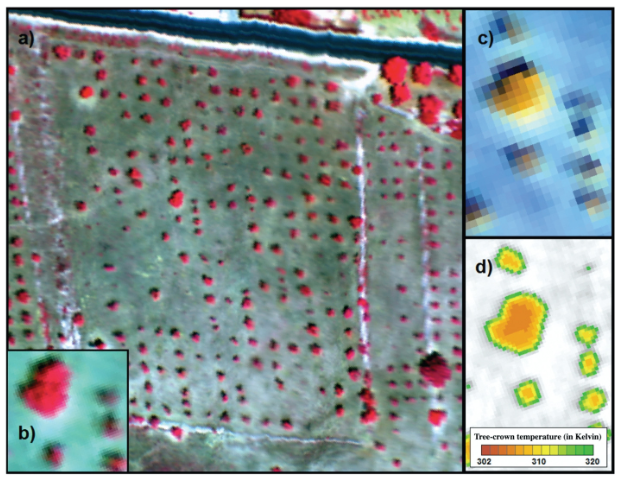 a)
c)
b)
d)
Tree-crown temperature (in Kelvin)
302 310 320